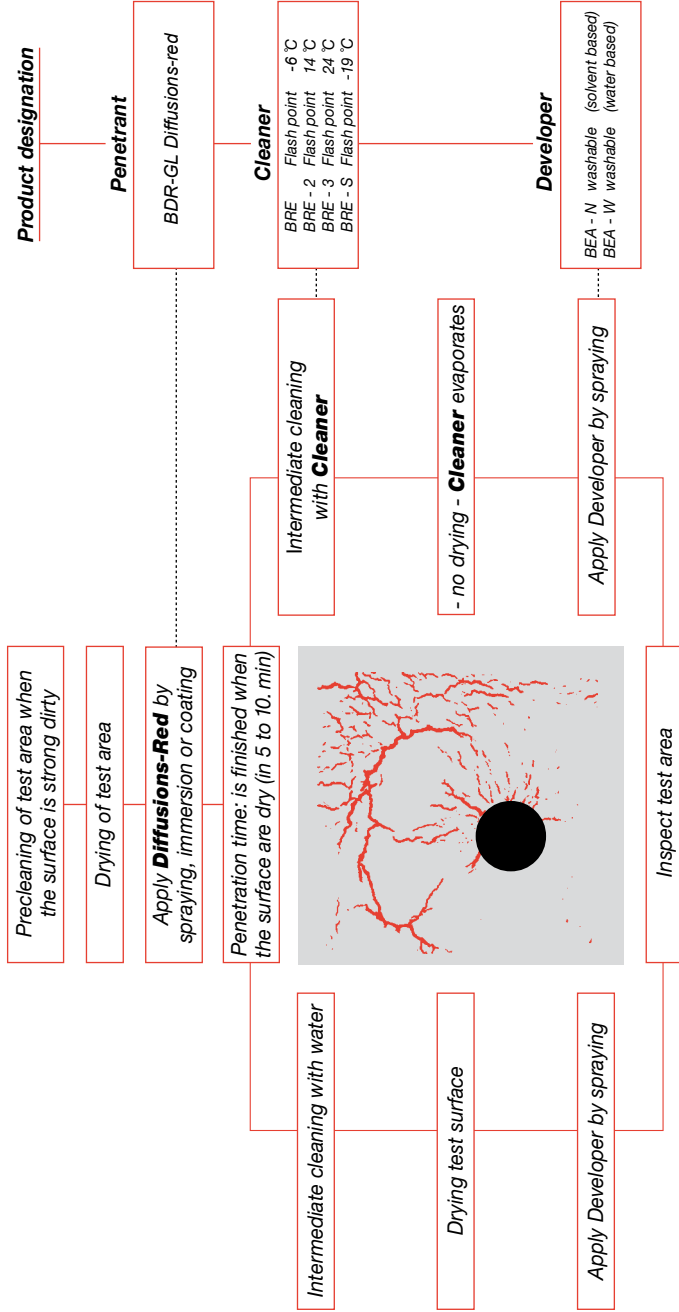 Precleaning of test area when
the surface is strong dirty
Drying of test area
Apply Diffusions-Red by
spraying, immersion or coating
Penetration time: is finished when
the surface are dry (in 5 to 10. min)
Intermediate cleaning with water
Drying test surface
Apply Developer by spraying
Intermediate cleaning
with Cleaner
- no drying - Cleaner evaporates
Apply Developer by spraying
Inspect test area
Product designation
Penetrant
BDR-GL Diffusions-red
Cleaner
BRE Flash point -6 °C
BRE - 2 Flash point 14 °C
BRE - 3 Flash point 24 °C
BRE - S Flash point -19 °C
Developer
BEA - N washable (solvent based)
BEA - W washable (water based)